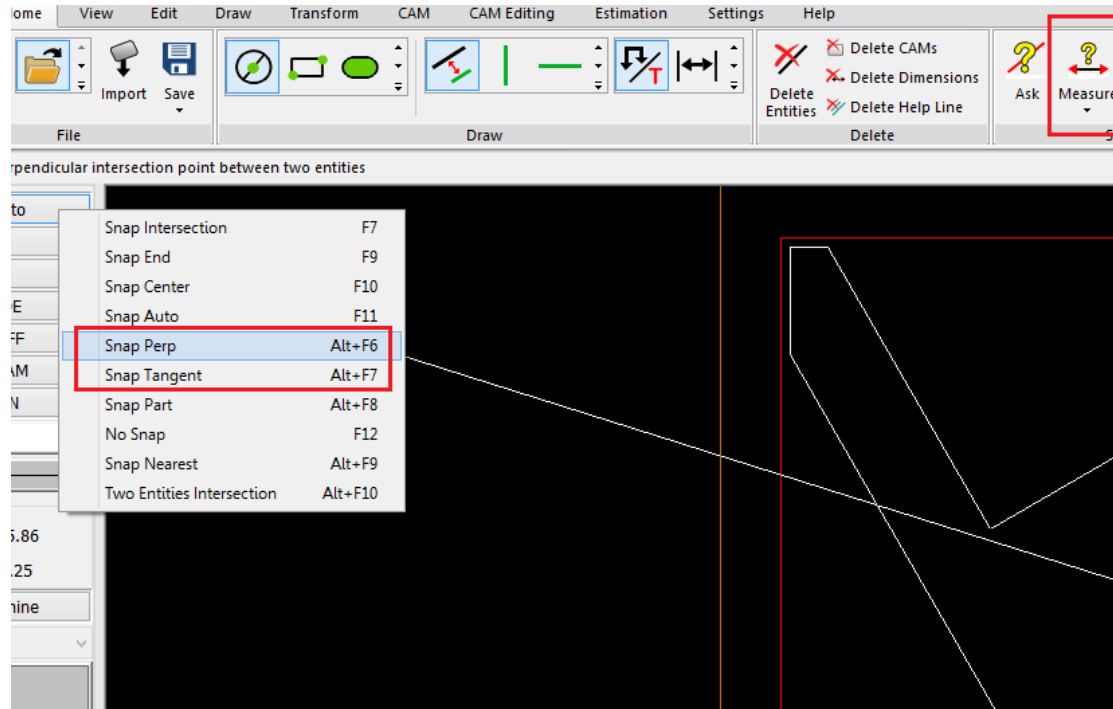 ome View Edit Draw Transform CAM CAM Editing Estimation Settings Help
Import Save
Delete Entities
Delete CAMs
Delete Dimensions
Delete Help Line
Ask Measure
File Draw Delete S
rpendicular intersection point between two entities
to
Snap Intersection F7
Snap End F9
Snap Center F10
Snap Auto F11
Snap Perp Alt+F6
Snap Tangent Alt+F7
Snap Part Alt+F8
No Snap F12
Snap Nearest Alt+F9
Two Entities Intersection Alt+F10
E
FF
AM
N
5.86
.25
hine